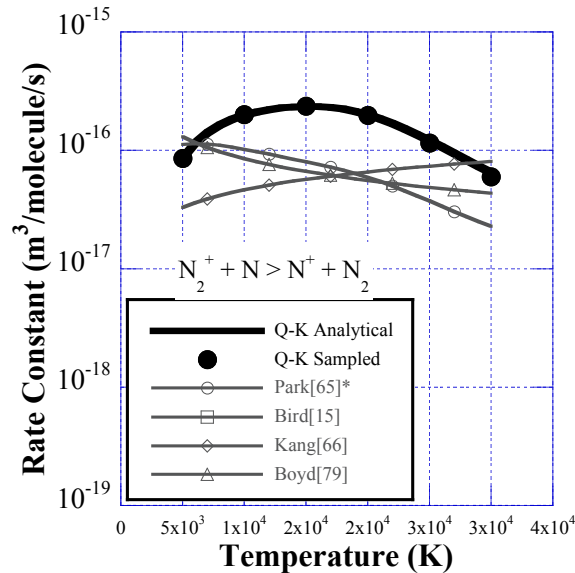 10^-15
10^-16
10^-17
10^-18
10^-19
Rate Constant (m^3/molecule/s)
N_2^+ + N > N^+ + N_2
Q-K Analytical
Q-K Sampled
Park[65]*
Bird[15]
Kang[66]
Boyd[79]
0 5x10^3 1x10^4 2x10^4 2x10^4 3x10^4 3x10^4 4x10^4
Temperature (K)